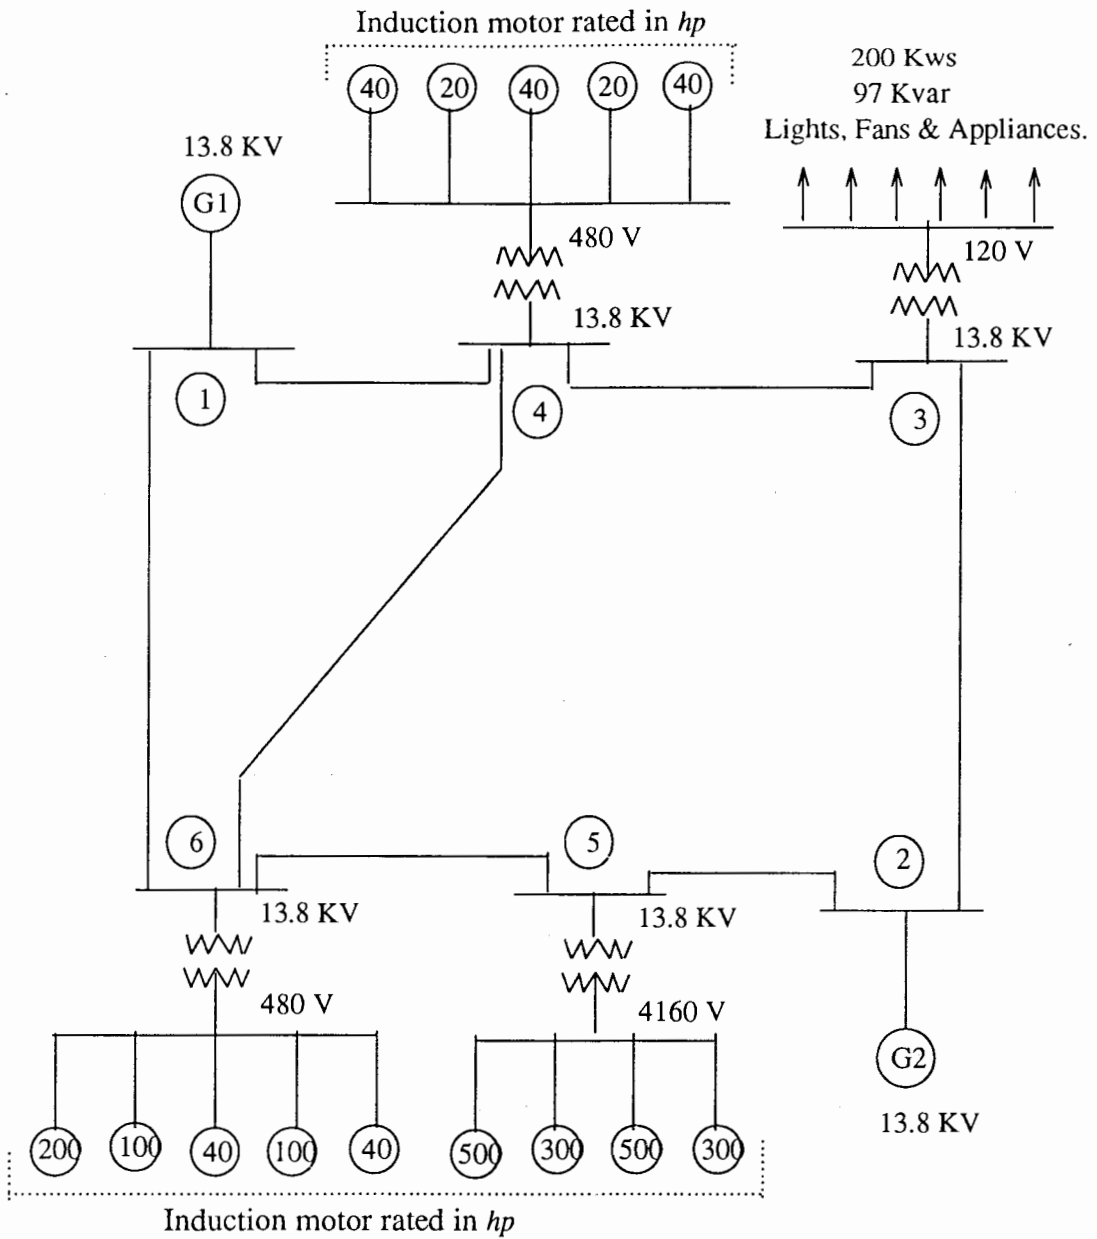 Induction motor rated in hp
40 20 40 20 40
200 Kws
97 Kvar
Lights, Fans & Appliances.
13.8 KV
G1
480 V
120 V
13.8 KV
13.8 KV
1
4
3
6
5
2
13.8 KV
13.8 KV
480 V
4160 V
G2
13.8 KV
200 100 40 100 40 500 300 500 300
Induction motor rated in hp